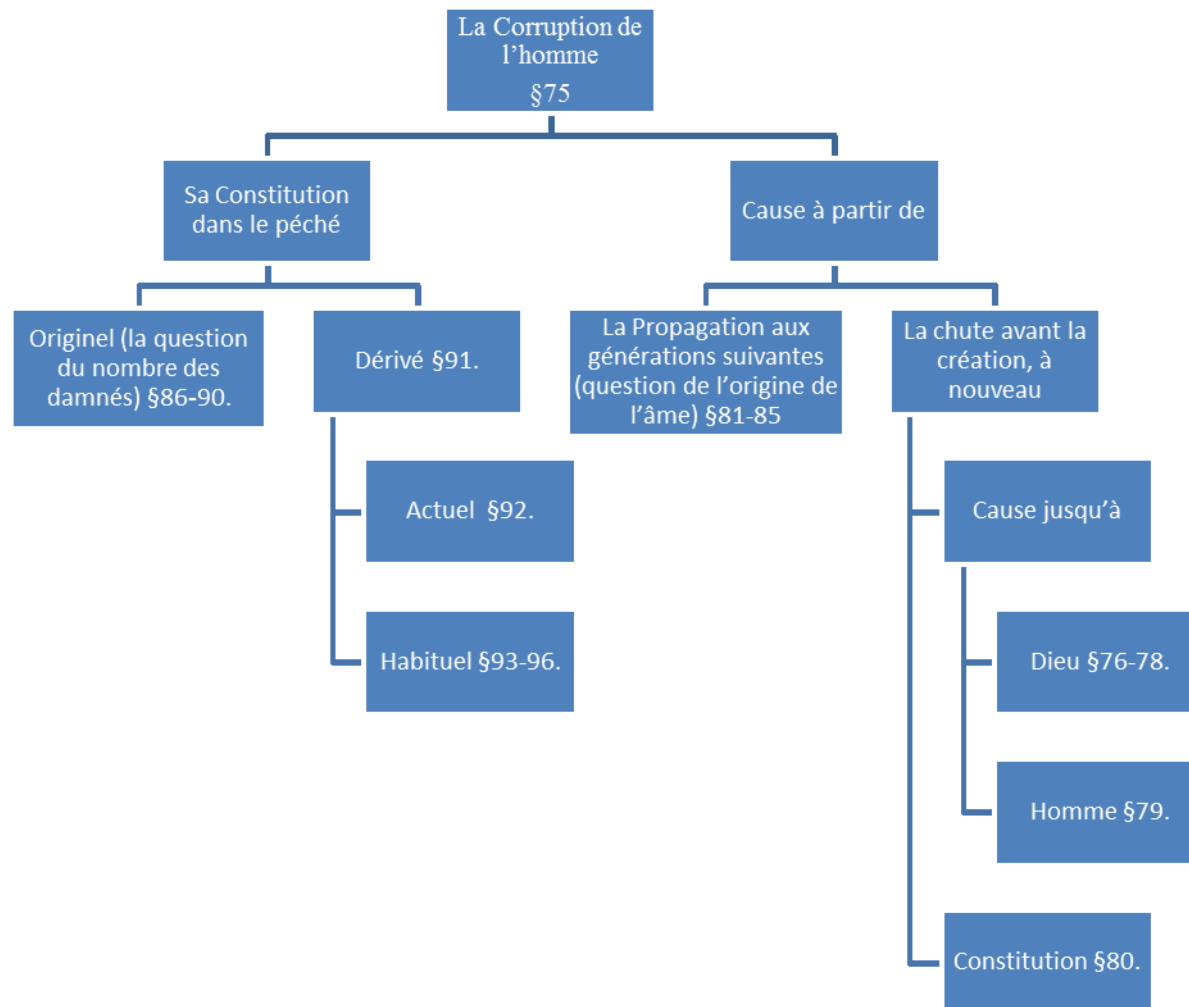 La Corruption de
l’homme
§75
Sa Constitution
dans le péché
Cause à partir de
Originel (la question
du nombre des
damnés) §86-90.
Dérivé §91.
La Propagation aux
générations suivantes
(question de l’origine de
l’âme) §81-85
La chute avant la
création, à
nouveau
Actuel §92.
Cause jusqu’à
Habituel §93-96.
Dieu §76-78.
Homme §79.
Constitution §80.